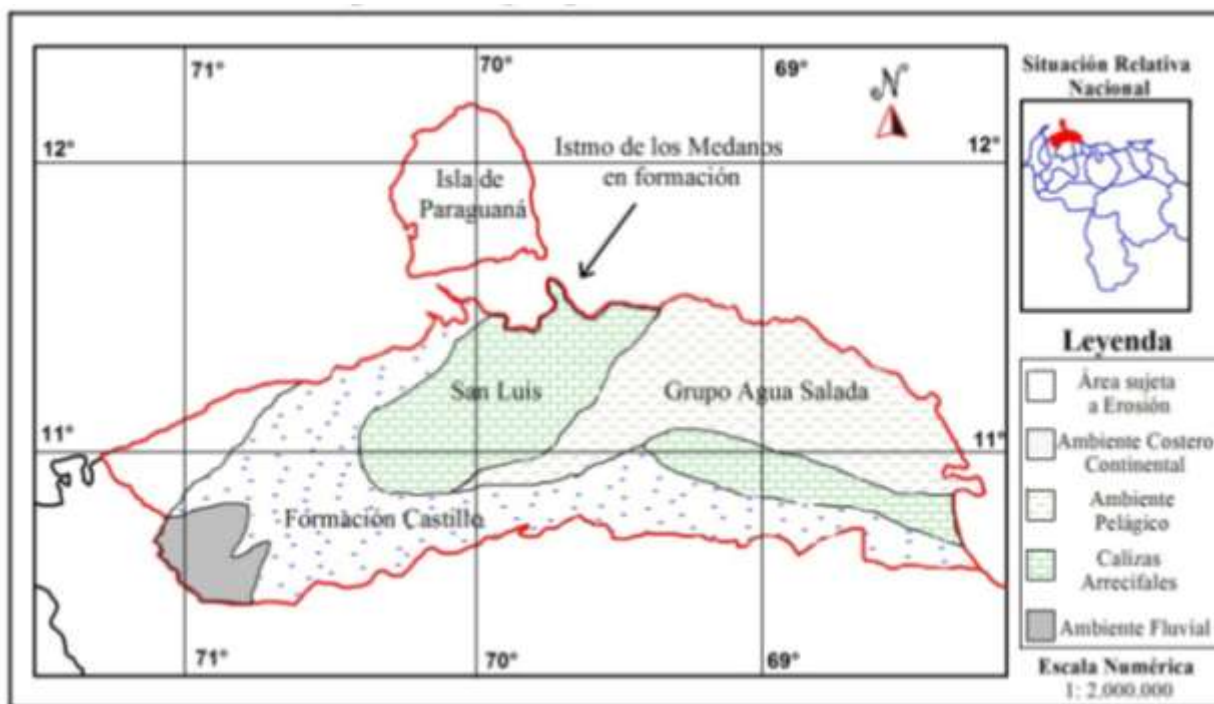 71°
70°
69°
12°
12°
Isla de
Paraguaná
Istmo de los Medanos
en formación
N
San Luis
Grupo Agua Salada
11°
11°
Formación Castillo
71°
70°
69°
Situación Relativa
Nacional
Leyenda
Área sujeta
a Erosión
Ambiente Costero
Continental
Ambiente
Pelágico
Calizas
Arrecifales
Ambiente Fluvial
Escala Numérica
1: 2.000.000